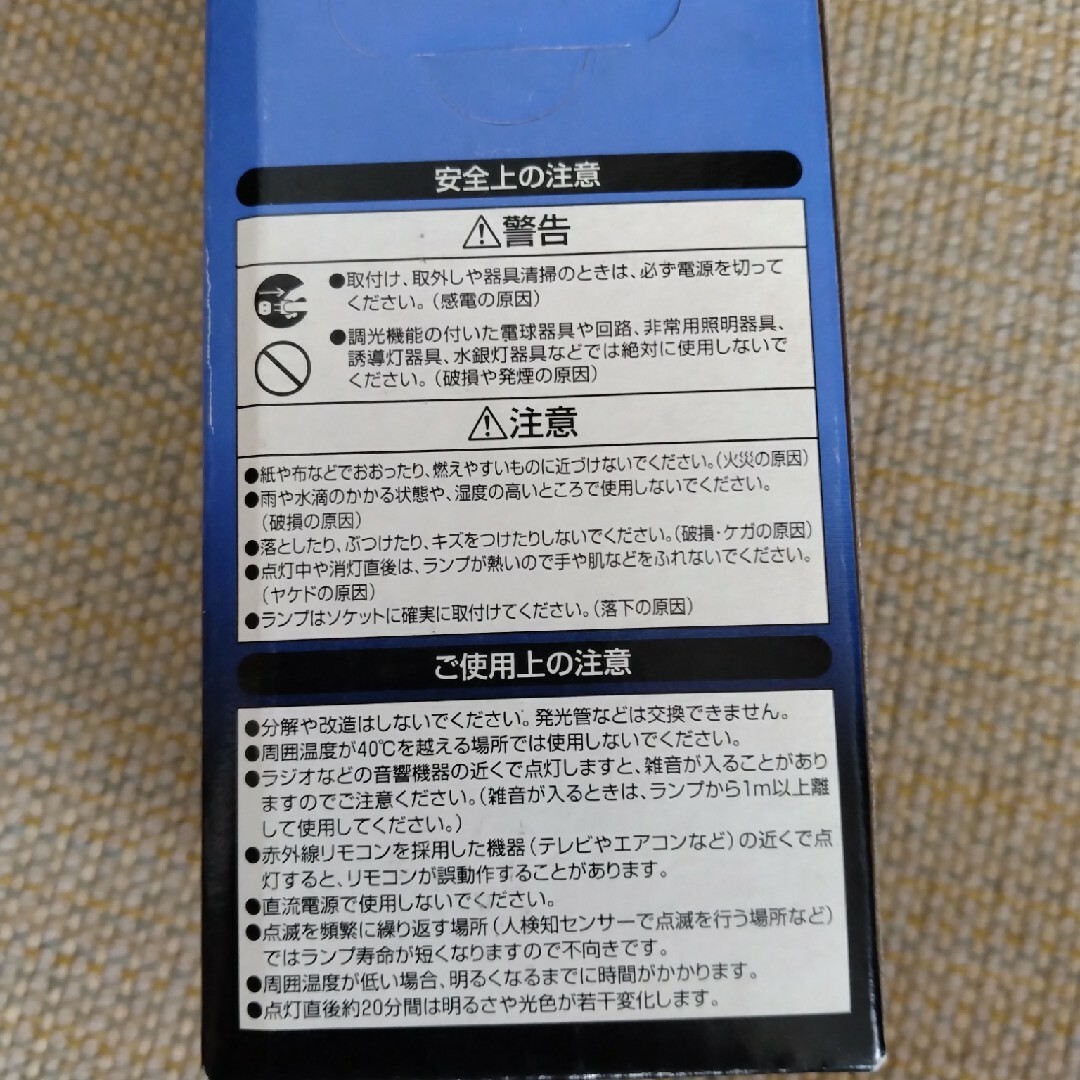 安全上の注意
⚠警告
●取付け、取外しや器具清掃のときは、必ず電源を切って
ください。(感電の原因)
●調光機能の付いた電球器具や回路、非常用照明器具、
誘導灯器具、水銀灯器具などでは絶対に使用しないで
ください。(破損や発煙の原因)
⚠注意
●紙や布などでおおったり、燃えやすいものに近づけないでください。(火災の原因)
●雨や水滴のかかる状態や、湿度の高いところで使用しないでください。
(破損の原因)
●落としたり、ぶつけたり、キズをつけたりしないでください。(破損・ケガの原因)
●点灯中や消灯直後は、ランプが熱いので手や肌などをふれないでください。
(ヤケドの原因)
●ランプはソケットに確実に取付けてください。(落下の原因)
ご使用上の注意
●分解や改造はしないでください。発光管などは交換できません。
●周囲温度が40℃を越える場所では使用しないでください。
●ラジオなどの音響機器の近くで点灯しますと、雑音が入ることがあり
ますのでご注意ください。(雑音が入るときは、ランプから1m以上離
して使用してください。)
●赤外線リモコンを採用した機器(テレビやエアコンなど)の近くで点
灯すると、リモコンが誤動作することがあります。
●直流電源で使用しないでください。
●点滅を頻繁に繰り返す場所(人検知センサーで点滅を行う場所など)
ではランプ寿命が短くなりますので不向きです。
●周囲温度が低い場合、明るくなるまでに時間がかかります。
●点灯直後約20分間は明るさや光色が若干変化します。